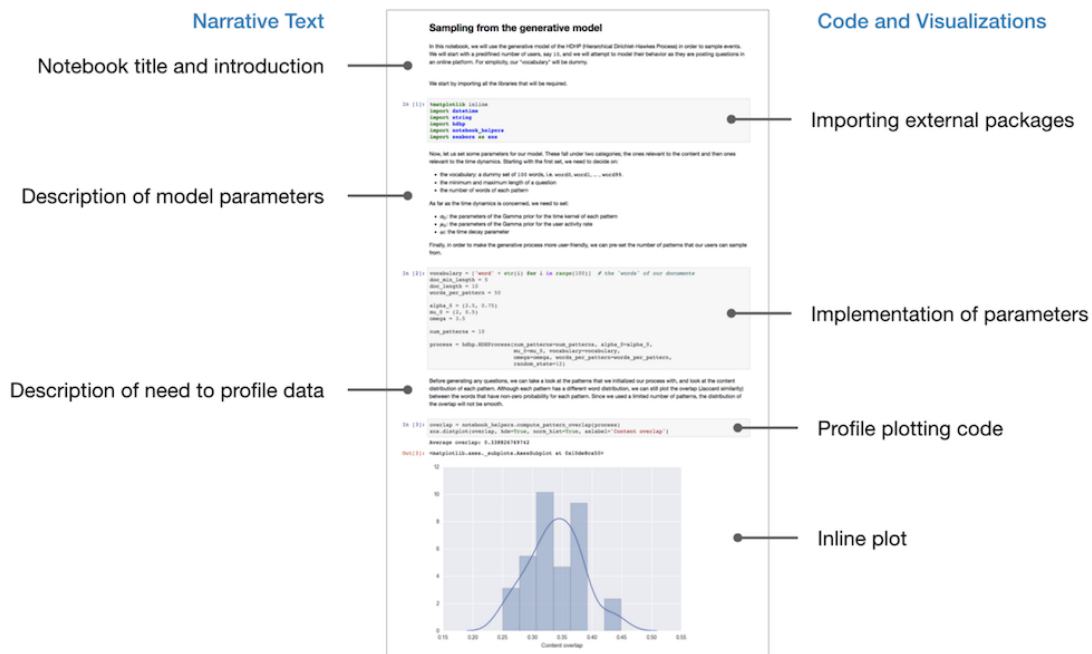 Narrative Text
Code and Visualizations
Notebook title and introduction
Description of model parameters
Description of need to profile data
Importing external packages
Implementation of parameters
Profile plotting code
Inline plot
Sampling from the generative model
In this notebook, we will use the generative model of the HDHP (Hierarchical Dirichlet-Hawkes Process) in order to sample events.
We will start with a predefined number of users, say 10, and we will attempt to model their behavior as they are posting questions in
an online platform. For simplicity, our "vocabulary" will be dummy.
We start by importing all the libraries that will be required.
In [1]: %matplotlib inline
import datetime
import string
import hdhp
import notebook_helpers
import seaborn as sns
Now, let us set some parameters for our model. These fall under two categories; the ones relevant to the content and then ones
relevant to the time dynamics. Starting with the first set, we need to decide on:
• the vocabulary: a dummy set of 100 words, i.e. word0, word1, ... , word99.
• the minimum and maximum length of a question
• the number of words of each pattern
As far as the time dynamics is concerned, we need to set:
• α₀: the parameters of the Gamma prior for the time kernel of each pattern
• μ₀: the parameters of the Gamma prior for the user activity rate
• ω: the time decay parameter
Finally, in order to make the generative process more user-friendly, we can pre-set the number of patterns that our users can sample
from.
In [2]: vocabulary = ['word' + str(i) for i in range(100)] # the 'words' of our documents
doc_min_length = 5
doc_length = 10
words_per_pattern = 50
alpha_0 = (2.5, 0.75)
mu_0 = (2, 0.5)
omega = 3.5
num_patterns = 10
process = hdhp.HDHProcess(num_patterns=num_patterns, alpha_0=alpha_0,
mu_0=mu_0, vocabulary=vocabulary,
omega=omega, words_per_pattern=words_per_pattern,
random_state=12)
Before generating any questions, we can take a look at the patterns that we initialized our process with, and look at the content
distribution of each pattern. Although each pattern has a different word distribution, we can still plot the overlap (Jaccard similarity)
between the words that have non-zero probability for each pattern. Since we used a limited number of patterns, the distribution of
the overlap will not be smooth.
In [3]: overlap = notebook_helpers.compute_pattern_overlap(process)
sns.distplot(overlap, kde=True, norm_hist=True, axlabel='Content overlap')
Average overlap: 0.338826769742
Out[3]: <matplotlib.axes._subplots.AxesSubplot at
12
10
8
6
4
2
0
0.15 0.20 0.25 0.30 0.35 0.40 0.45 0.50 0.55
Content overlap